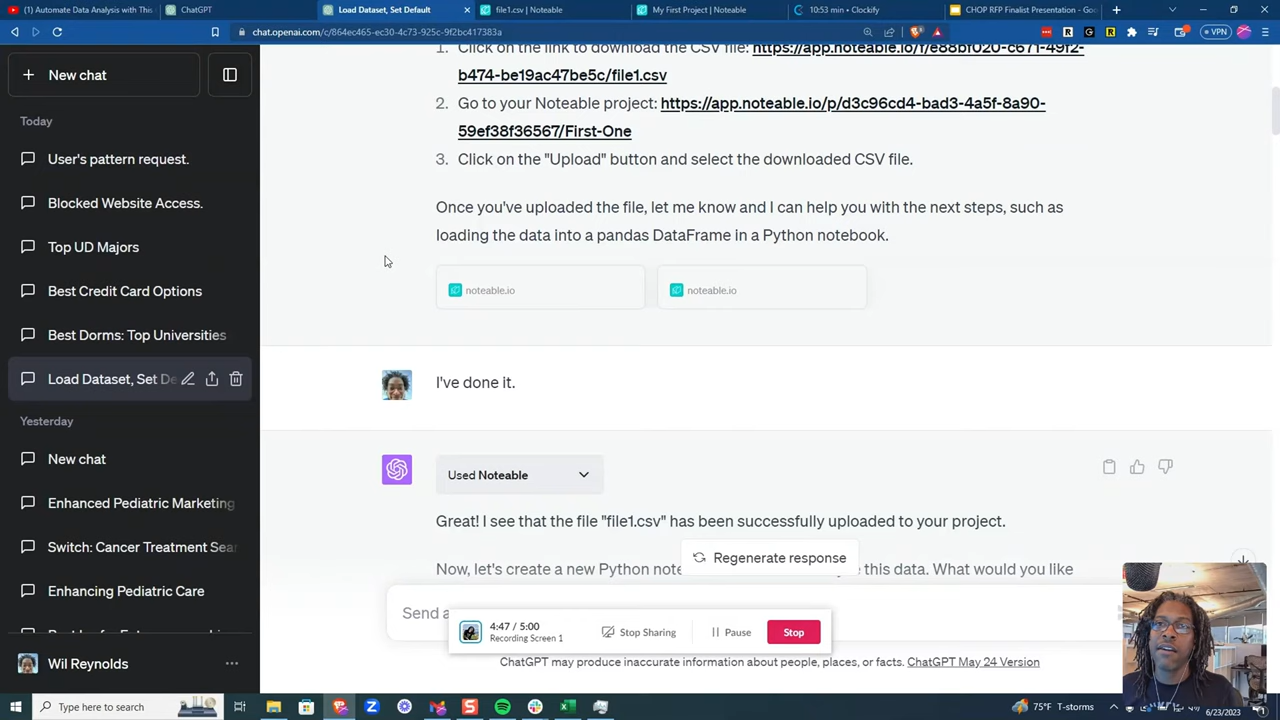 (1) Automate Data Analysis with This
ChatGPT
Load Dataset, Set Default
file1.csv | Noteable
My First Project | Noteable
10:53 min • Clockify
CHOP RFP Finalist Presentation - Goo
chat.openai.com/c/864ec465-ec30-4c73-925c-9f2bc417383a
VPN
New chat
Today
User's pattern request.
Blocked Website Access.
Top UD Majors
Best Credit Card Options
Best Dorms: Top Universities
Load Dataset, Set De
Yesterday
New chat
Enhanced Pediatric Marketing
Switch: Cancer Treatment Sear
Enhancing Pediatric Care
Wil Reynolds
1. Click on the link to download the CSV file: https://app.noteable.io/f/e88bf020-c671-49f2-
b474-be19ac47be5c/file1.csv
2. Go to your Noteable project: https://app.noteable.io/p/d3c96cd4-bad3-4a5f-8a90-
59ef38f36567/First-One
3. Click on the "Upload" button and select the downloaded CSV file.
Once you've uploaded the file, let me know and I can help you with the next steps, such as
loading the data into a pandas DataFrame in a Python notebook.
noteable.io
noteable.io
I've done it.
Used Noteable
Great! I see that the file "file1.csv" has been successfully uploaded to your project.
Regenerate response
Now, let's create a new Python note this data. What would you like
Send a
4:47 / 5:00
Recording Screen 1
Stop Sharing
Pause
Stop
ChatGPT may produce inaccurate information about people, places, or facts. ChatGPT May 24 Version
Type here to search
75°F T-storms
6/23/2023